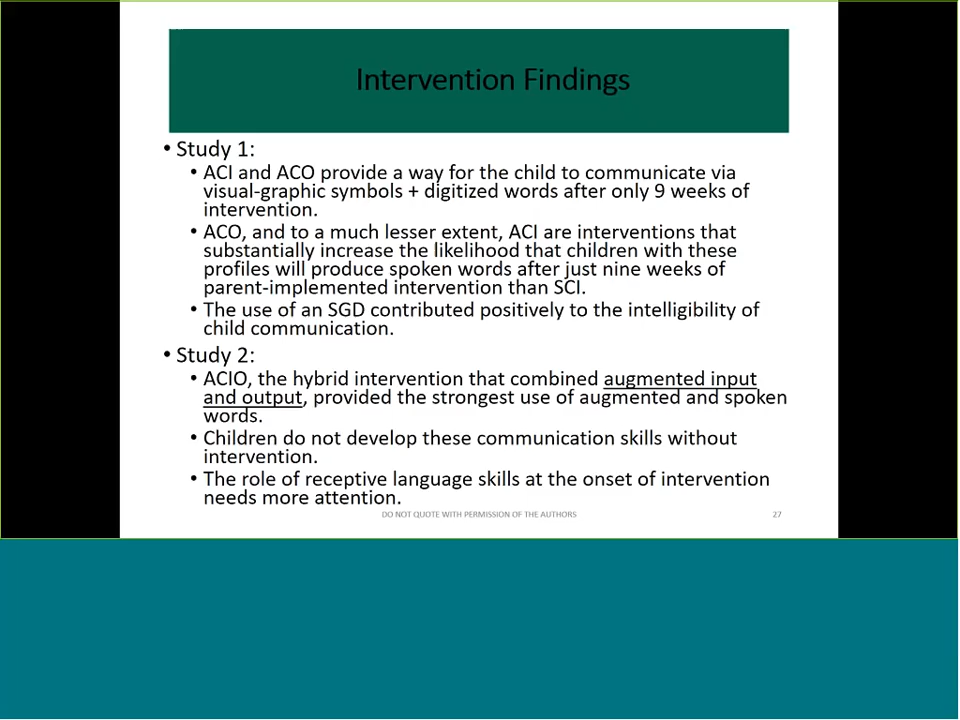 Intervention Findings
• Study 1:
• ACI and ACO provide a way for the child to communicate via
visual-graphic symbols + digitized words after only 9 weeks of
intervention.
• ACO, and to a much lesser extent, ACI are interventions that
substantially increase the likelihood that children with these
profiles will produce spoken words after just nine weeks of
parent-implemented intervention than SCI.
• The use of an SGD contributed positively to the intelligibility of
child communication.
• Study 2:
• ACIO, the hybrid intervention that combined augmented input
and output, provided the strongest use of augmented and spoken
words.
• Children do not develop these communication skills without
intervention.
• The role of receptive language skills at the onset of intervention
needs more attention.
DO NOT QUOTE WITH PERMISSION OF THE AUTHORS
27